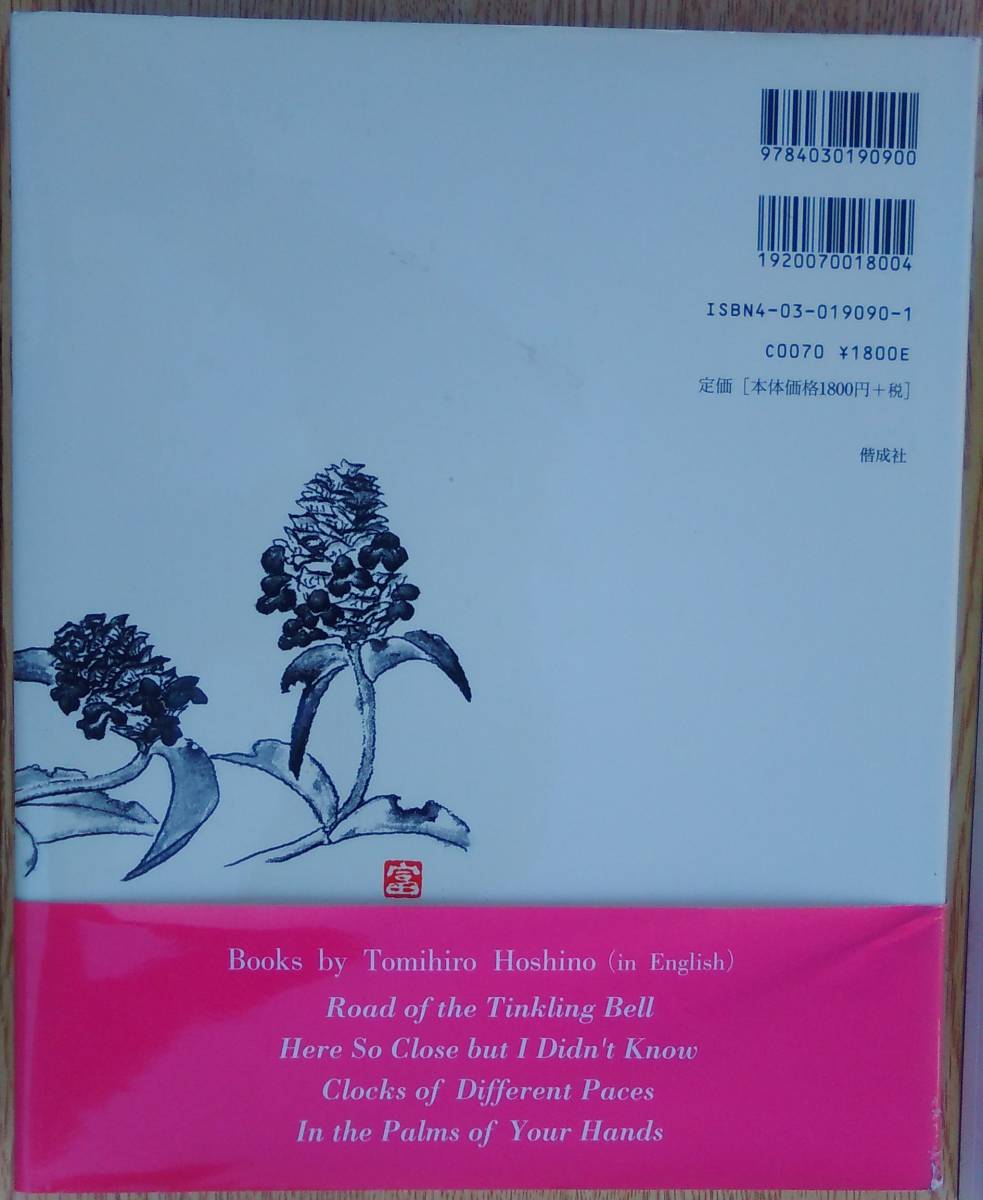 9784030190900
1920070018004
ISBN4-03-019090-1
C0070 ¥1800E
定価［本体価格1800円＋税］
偕成社
富
Books by Tomihiro Hoshino (in English)
Road of the Tinkling Bell
Here So Close but I Didn't Know
Clocks of Different Paces
In the Palms of Your Hands